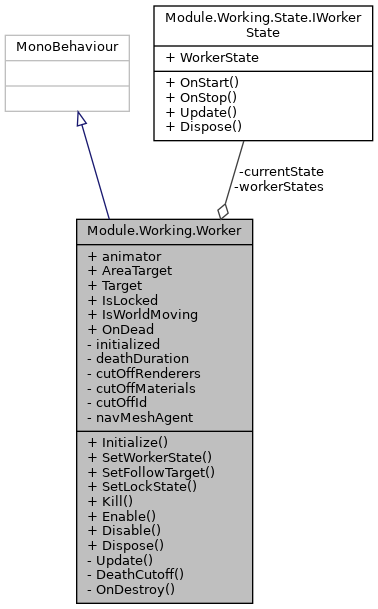 MonoBehaviour
Module.Working.State.IWorker
State
+ WorkerState
+ OnStart()
+ OnStop()
+ Update()
+ Dispose()
-currentState
-workerStates
Module.Working.Worker
+ animator
+ AreaTarget
+ Target
+ IsLocked
+ IsWorldMoving
+ OnDead
- initialized
- deathDuration
- cutOffRenderers
- cutOffMaterials
- cutOffId
- navMeshAgent
+ Initialize()
+ SetWorkerState()
+ SetFollowTarget()
+ SetLockState()
+ Kill()
+ Enable()
+ Disable()
+ Dispose()
- Update()
- DeathCutoff()
- OnDestroy()